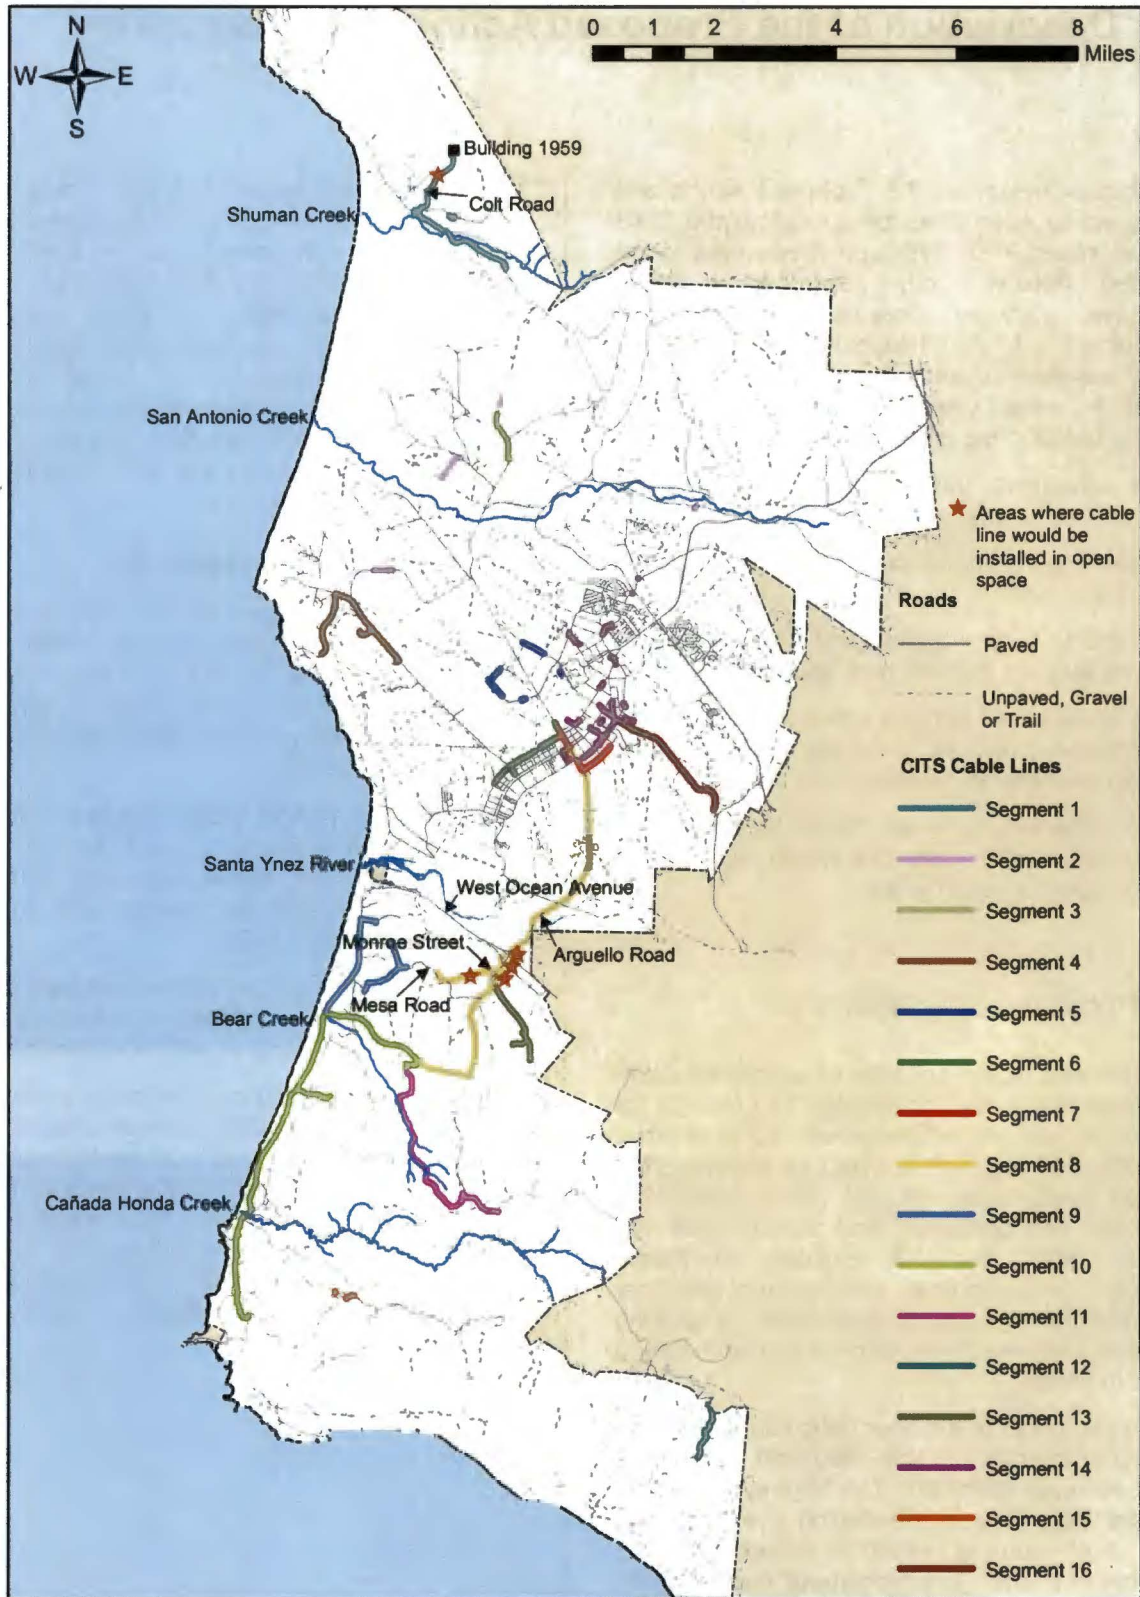 N
W E
S
0 1 2 4 6 8
Miles
Building 1959
Colt Road
Shuman Creek
San Antonio Creek
Areas where cable
line would be
installed in open
space
Roads
Paved
Unpaved, Gravel
or Trail
CITS Cable Lines
Segment 1
Segment 2
Segment 3
Segment 4
Segment 5
Segment 6
Segment 7
Segment 8
Segment 9
Segment 10
Segment 11
Segment 12
Segment 13
Segment 14
Segment 15
Segment 16
Santa Ynez River
West Ocean Avenue
Monroe Street
Arguello Road
Mesa Road
Bear Creek
Cañada Honda Creek